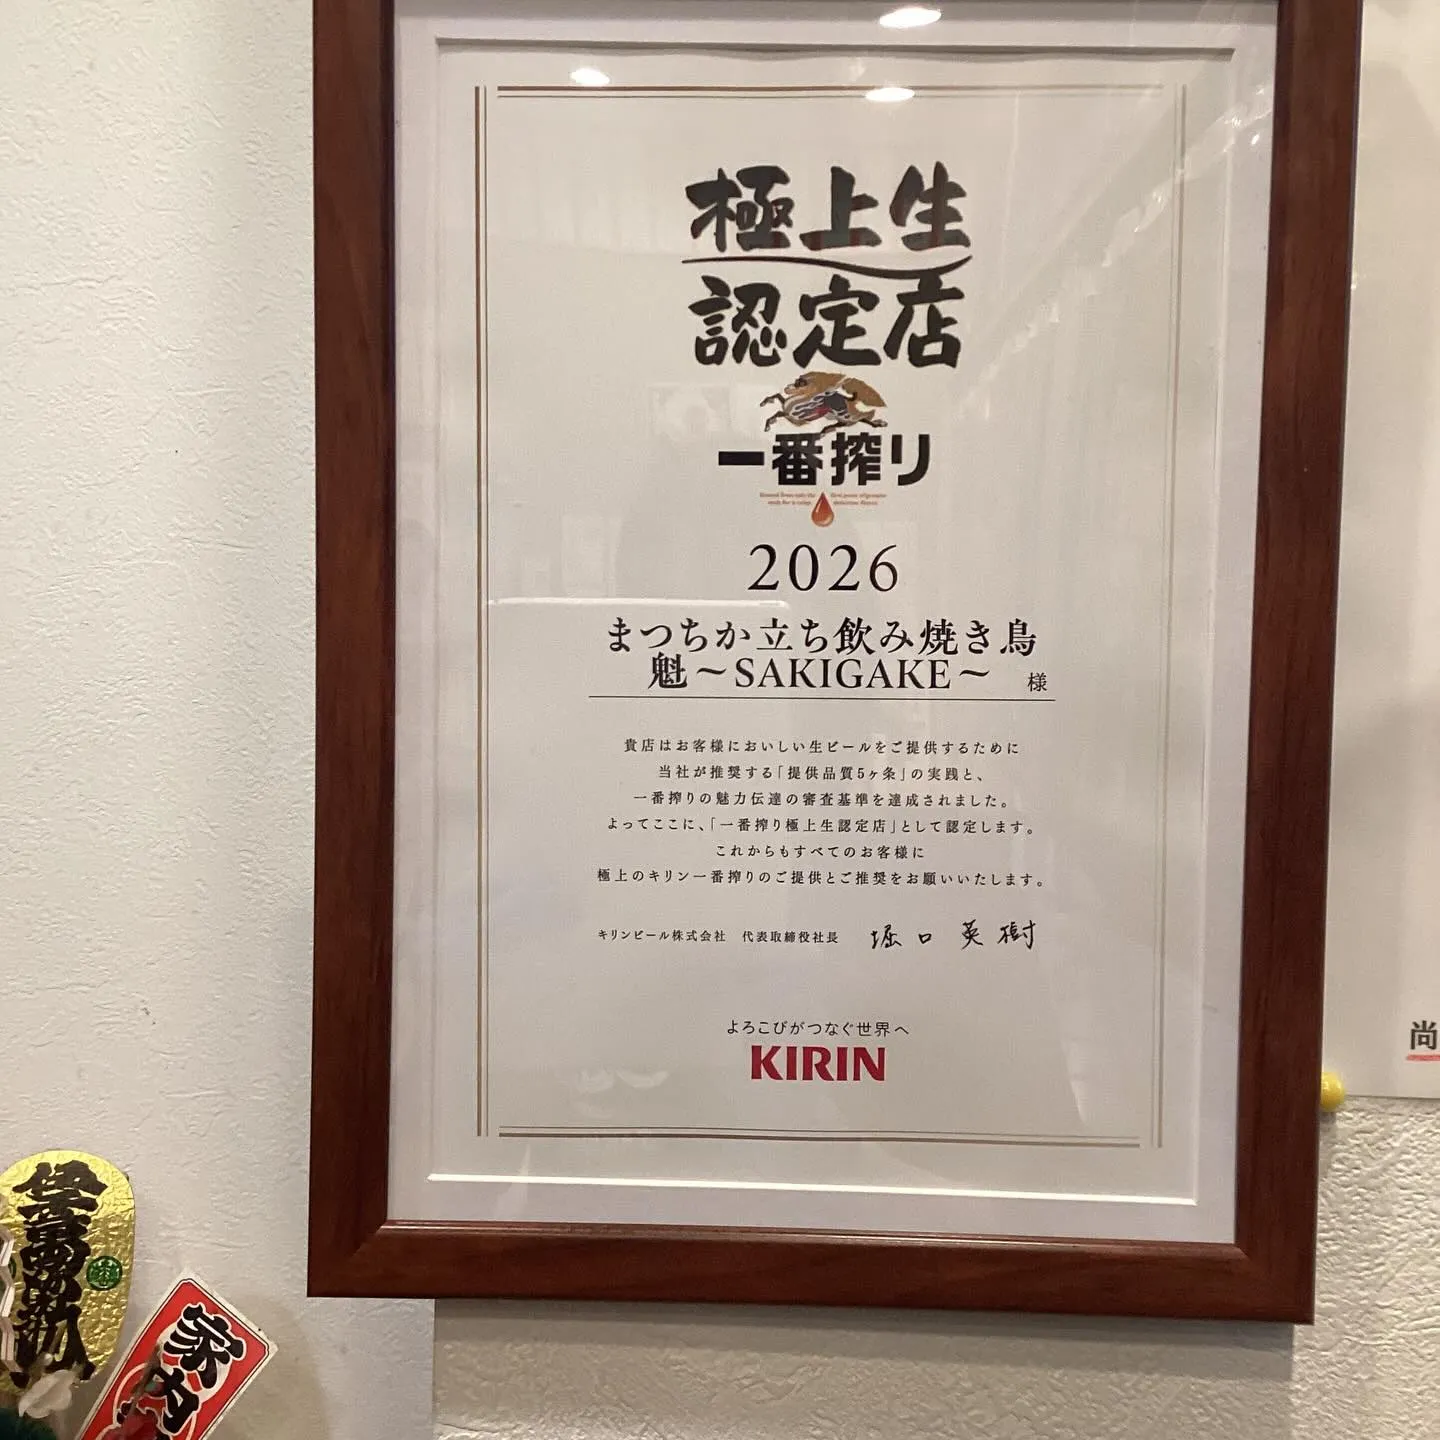 極上生
認定店
一番搾り
2026
まつちか立ち飲み焼き鳥
魁～SAKIGAKE～ 様
貴店はお客様においしい生ビールをご提供するために
当社が推奨する「提供品質5ヶ条」の実践と、
一番搾りの魅力伝達の審査基準を達成されました。
よってここに、「一番搾り極上生認定店」として認定します。
これからもすべてのお客様に
極上のキリン一番搾りのご提供とご推奨をお願いいたします。
キリンビール株式会社 代表取締役社長 堀口 英樹
よろこびがつなぐ世界へ
KIRIN
尚
家内